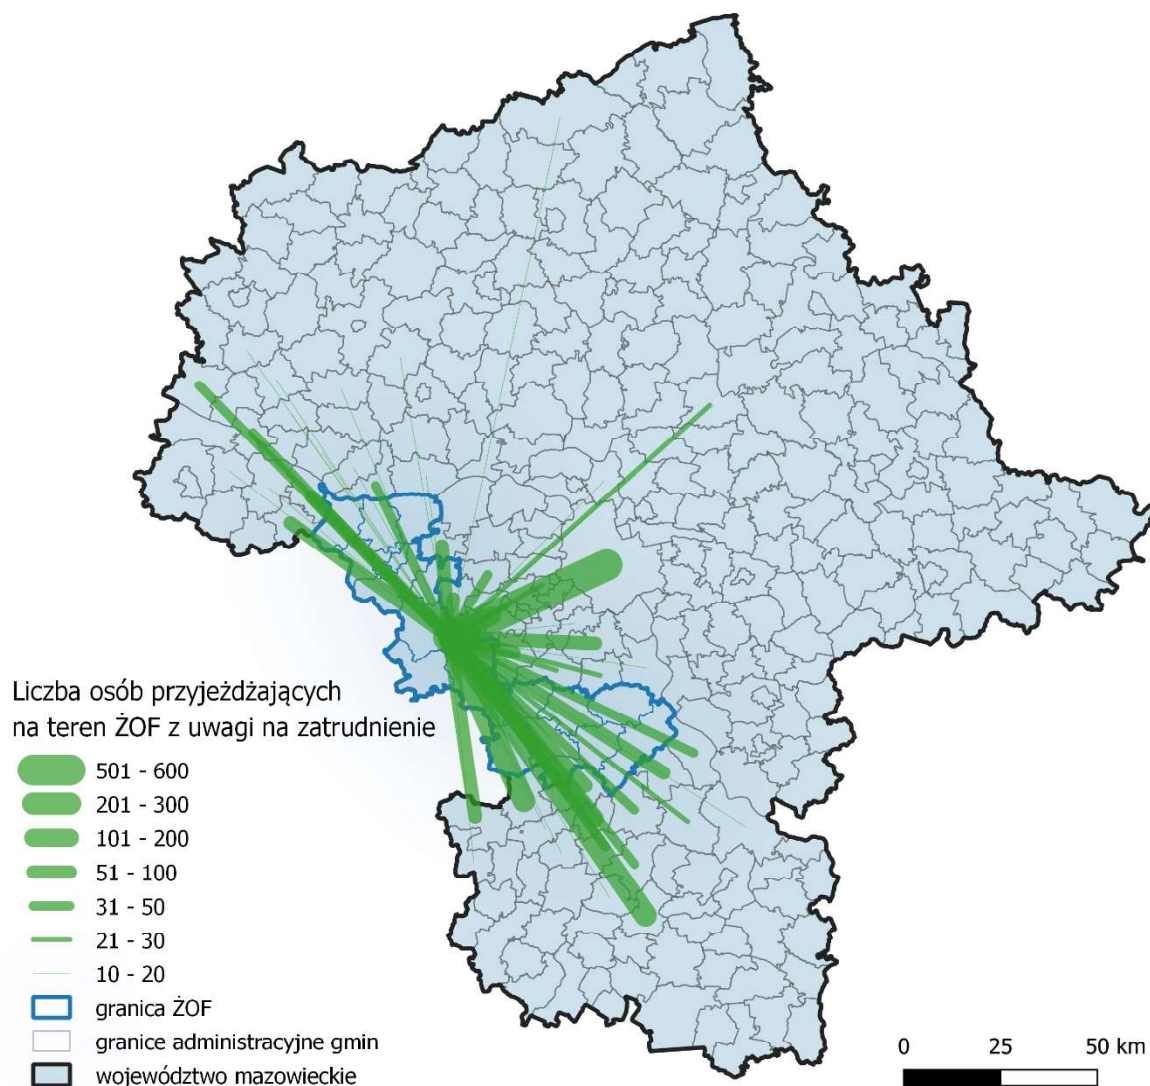 Liczba osób przyjeżdżających
na teren ŻOF z uwagi na zatrudnienie
501 - 600
201 - 300
101 - 200
51 - 100
31 - 50
21 - 30
10 - 20
granica ŻOF
granice administracyjne gmin
województwo mazowieckie
0 25 50 km